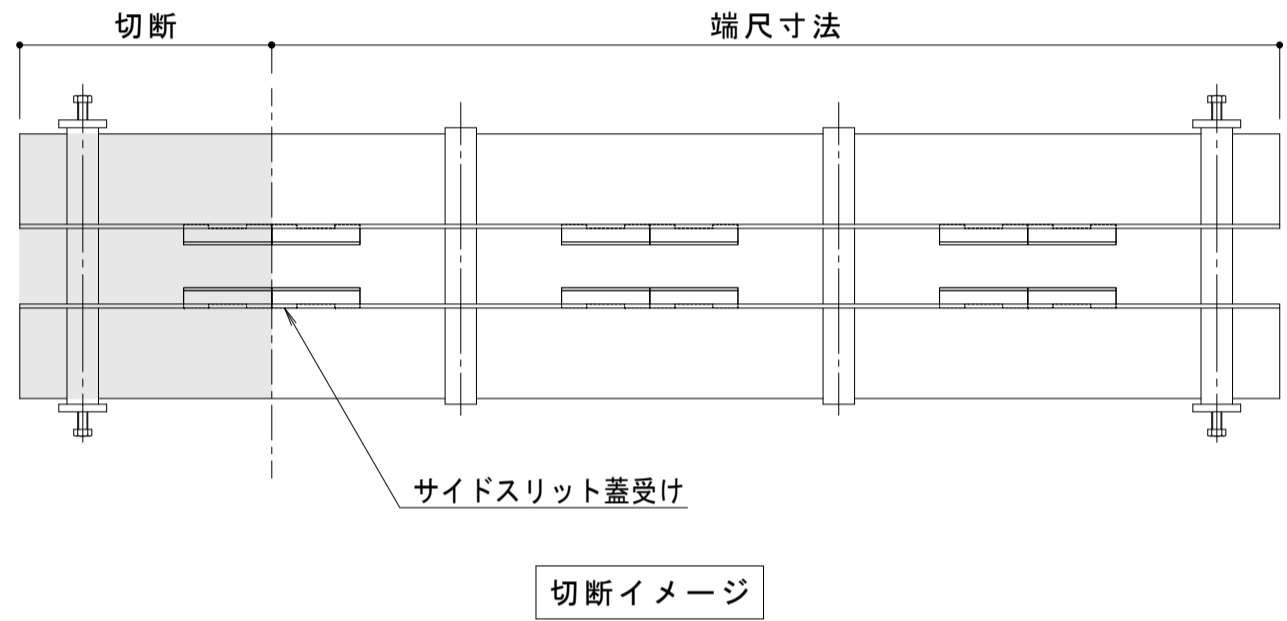 切断
端尺寸法
サイドスリット蓋受け
切断イメージ